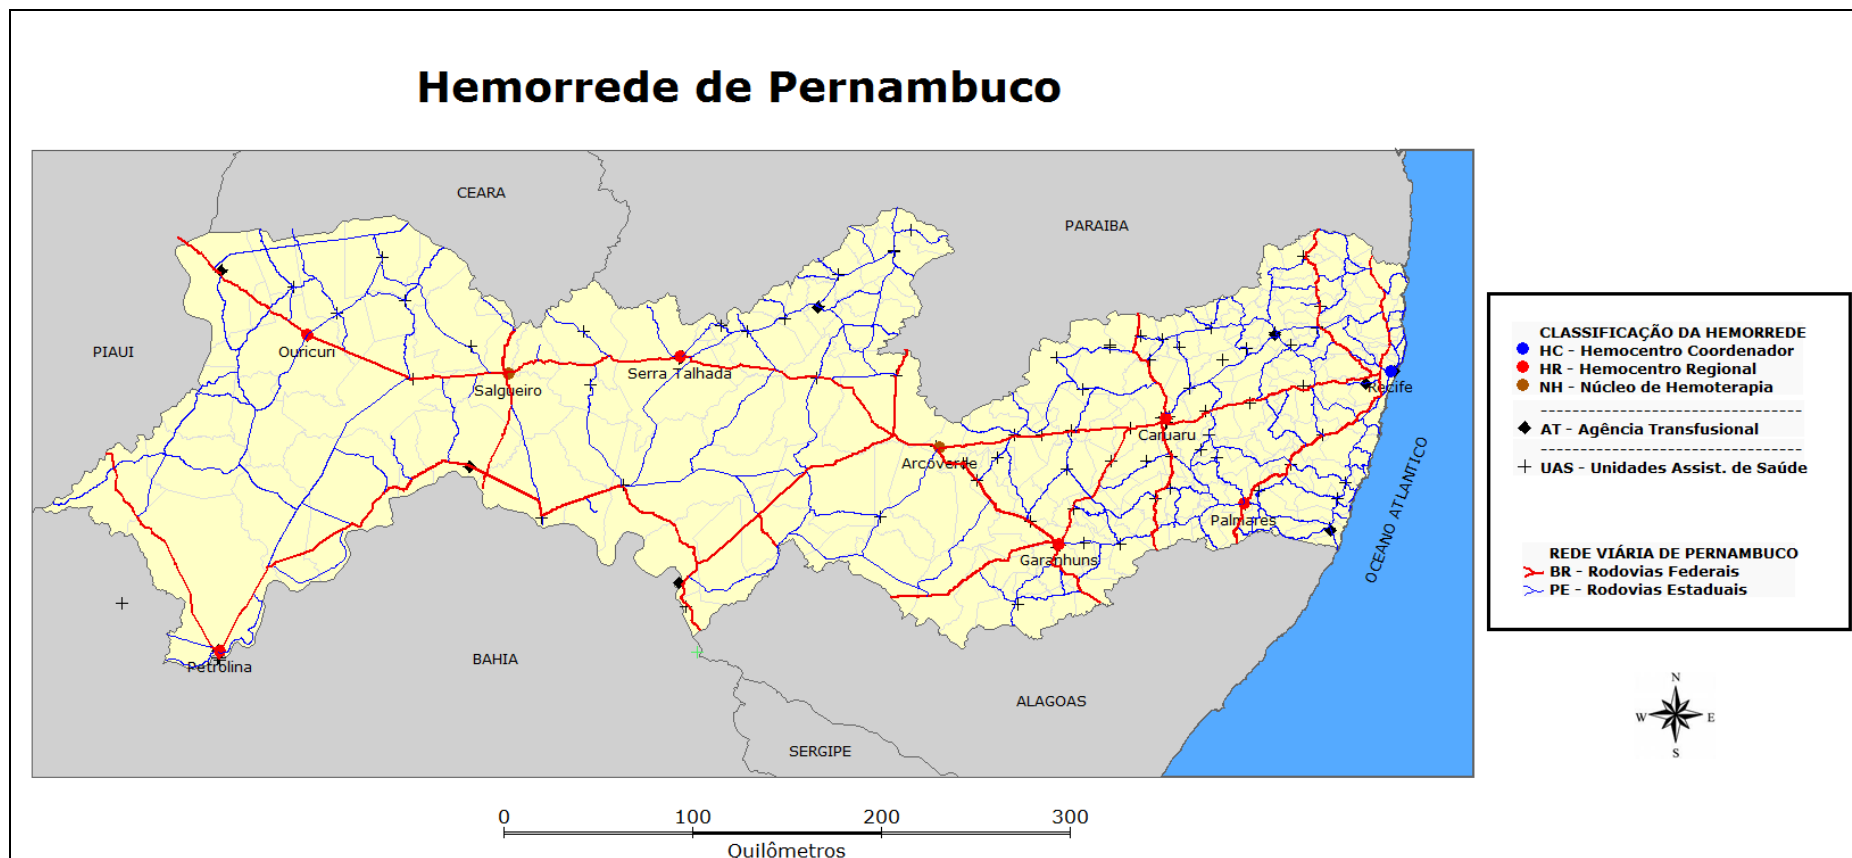 Hemorrede de Pernambuco
CEARA
PARAIBA
PIAUI
Ouricuri
Salgueiro
Serra Talhada
Recife
Caruaru
Arcoverde
Palmares
Garanhuns
Petrolina
BAHIA
ALAGOAS
SERGIPE
OCEANO ATLANTICO
CLASSIFICAÇÃO DA HEMORREDE
HC - Hemocentro Coordenador
HR - Hemocentro Regional
NH - Núcleo de Hemoterapia
AT - Agência Transfusional
UAS - Unidades Assist. de Saúde
REDE VIÁRIA DE PERNAMBUCO
BR - Rodovias Federais
PE - Rodovias Estaduais
N
W E
S
0 100 200 300
Quilômetros